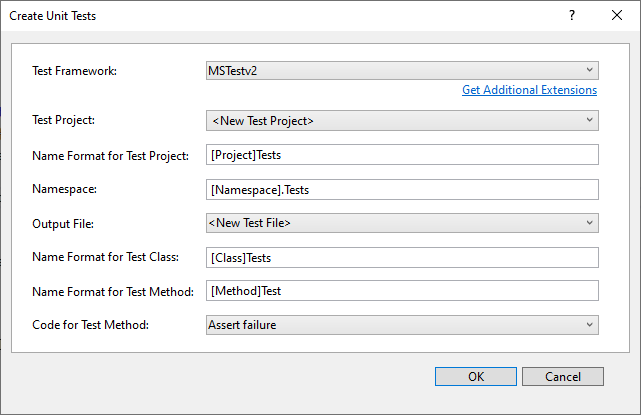 Create Unit Tests ?
Test Framework: MSTestv2
Get Additional Extensions
Test Project: <New Test Project>
Name Format for Test Project: [Project]Tests
Namespace: [Namespace].Tests
Output File: <New Test File>
Name Format for Test Class: [Class]Tests
Name Format for Test Method: [Method]Test
Code for Test Method: Assert failure
OK Cancel